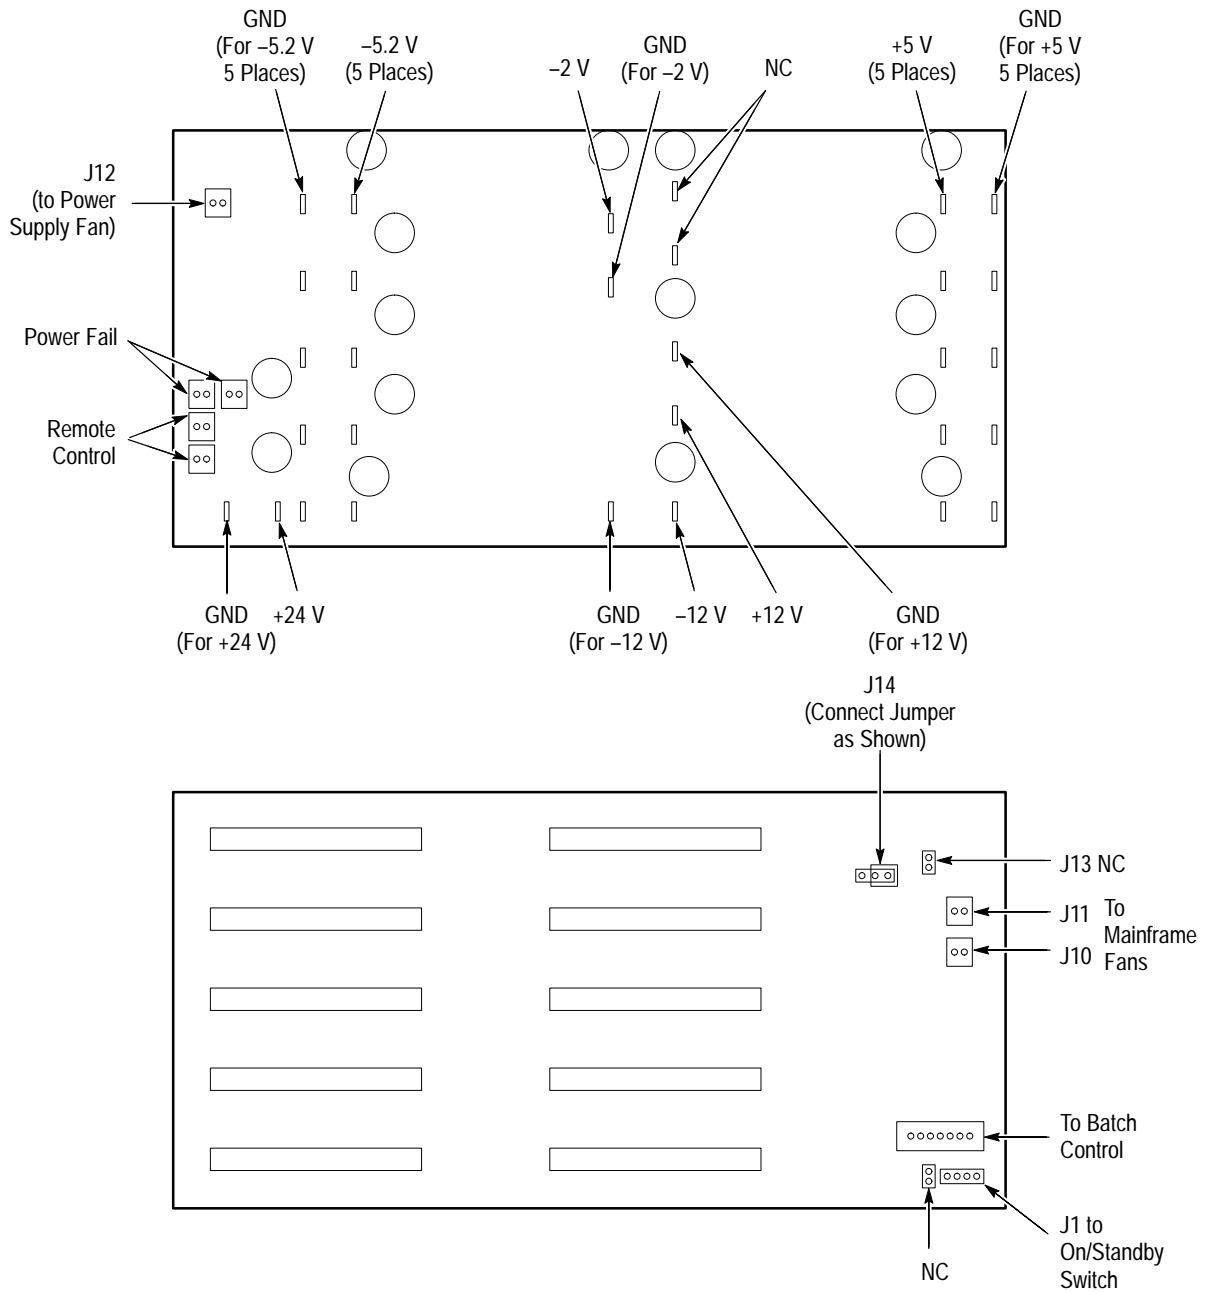 GND
(For –5.2 V
5 Places)
–5.2 V
(5 Places)
–2 V
GND
(For –2 V)
NC
+5 V
(5 Places)
GND
(For +5 V
5 Places)
J12
(to Power
Supply Fan)
Power Fail
Remote
Control
GND
(For +24 V)
+24 V
GND
(For –12 V)
–12 V
+12 V
GND
(For +12 V)
J14
(Connect Jumper
as Shown)
J13 NC
J11
J10
To
Mainframe
Fans
To Batch
Control
J1 to
On/Standby
Switch
NC